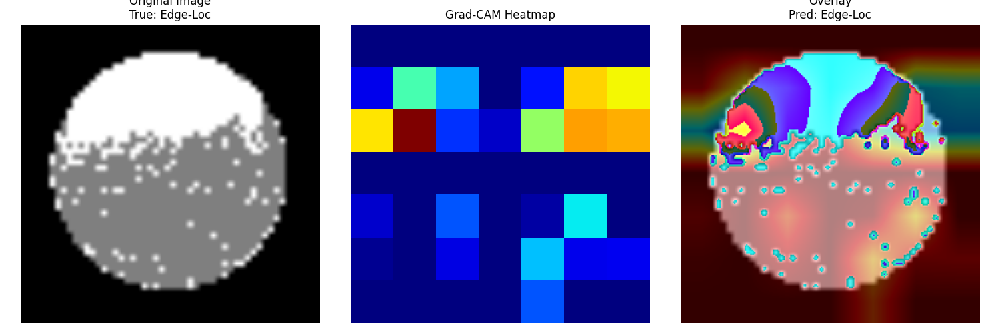 Original Image
True: Edge-Loc
Grad-CAM Heatmap
Overlay
Pred: Edge-Loc